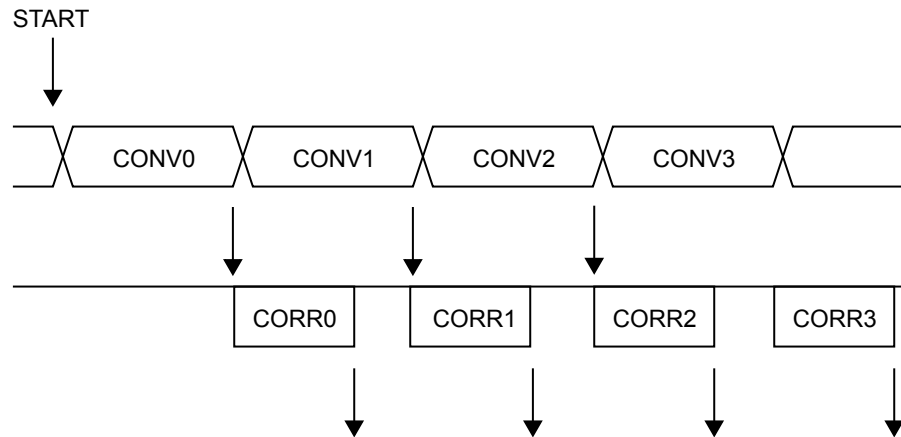 START
CONV0 CONV1 CONV2 CONV3
CORR0 CORR1 CORR2 CORR3